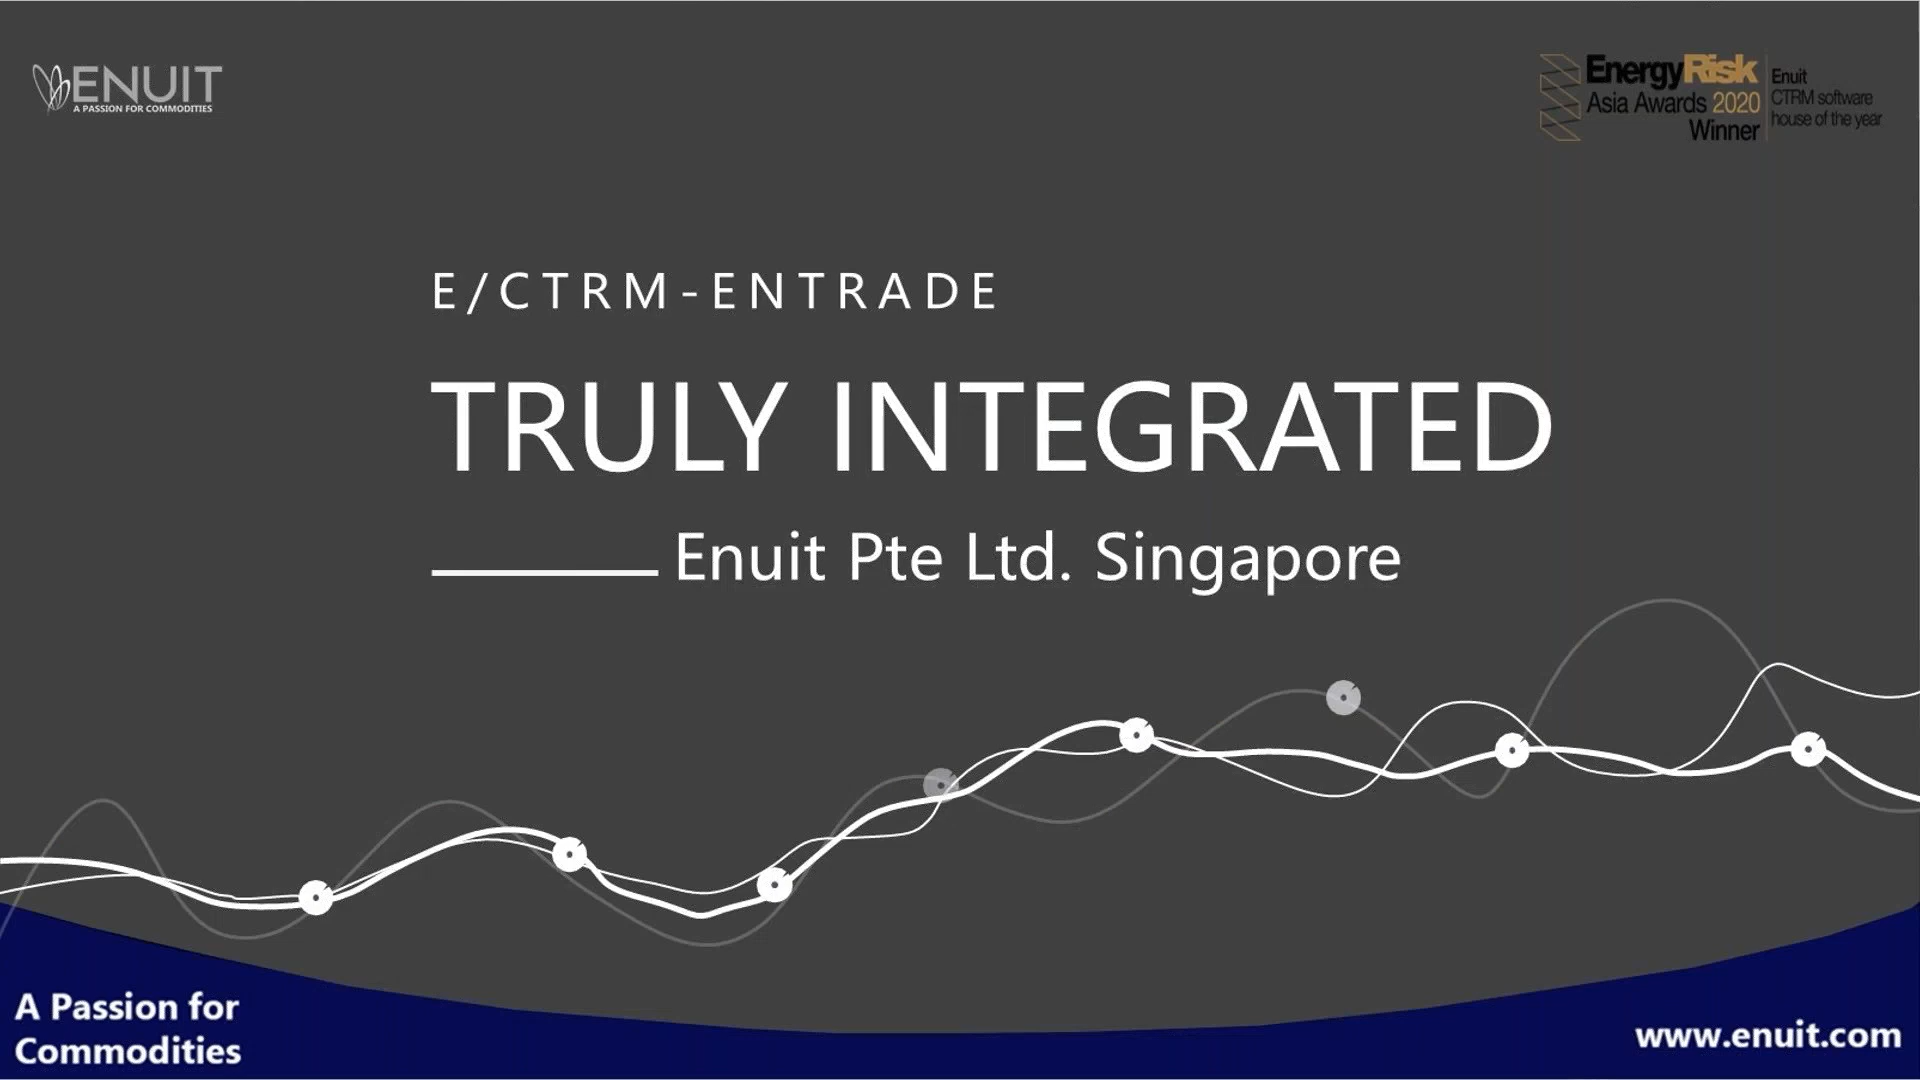 ENUIT
A PASSION FOR COMMODITIES
EnergyRisk
Asia Awards 2020
Winner
Enuit
CTRM software
house of the year
E/CTRM-ENTRADE
TRULY INTEGRATED
Enuit Pte Ltd. Singapore
A Passion for
Commodities
www.enuit.com